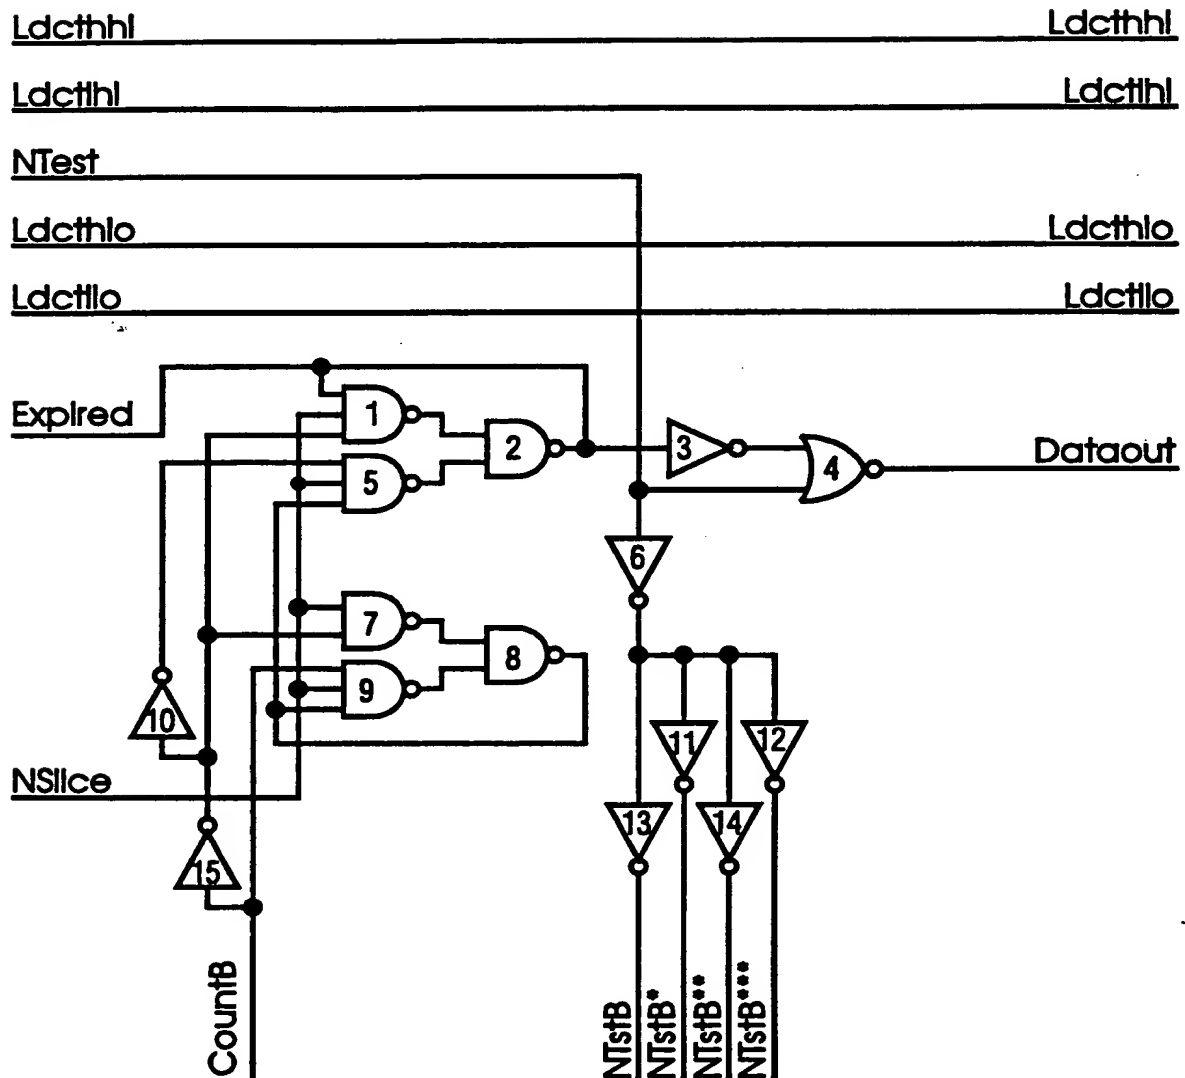 Ldcthhl
Ldcthhl
Ldctlhl
Ldctlhl
NTest
Ldcthlo
Ldcthlo
Ldctllo
Ldctllo
Expired
1
2
3
4
Dataout
5
6
7
8
9
10
11
12
NSlice
13
14
15
CountB
NTstB
NTstB*
NTstB**
NTstB***